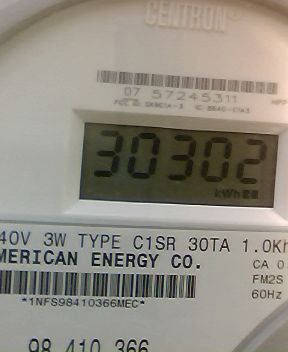 CENTRON®
07 57245311
30302
kWh
40V 3W TYPE C1SR 30TA 1.0Kh
MERICAN ENERGY CO.
CA 0.
FM2S
*1NFS98410366MEC*
60Hz
98 410 366